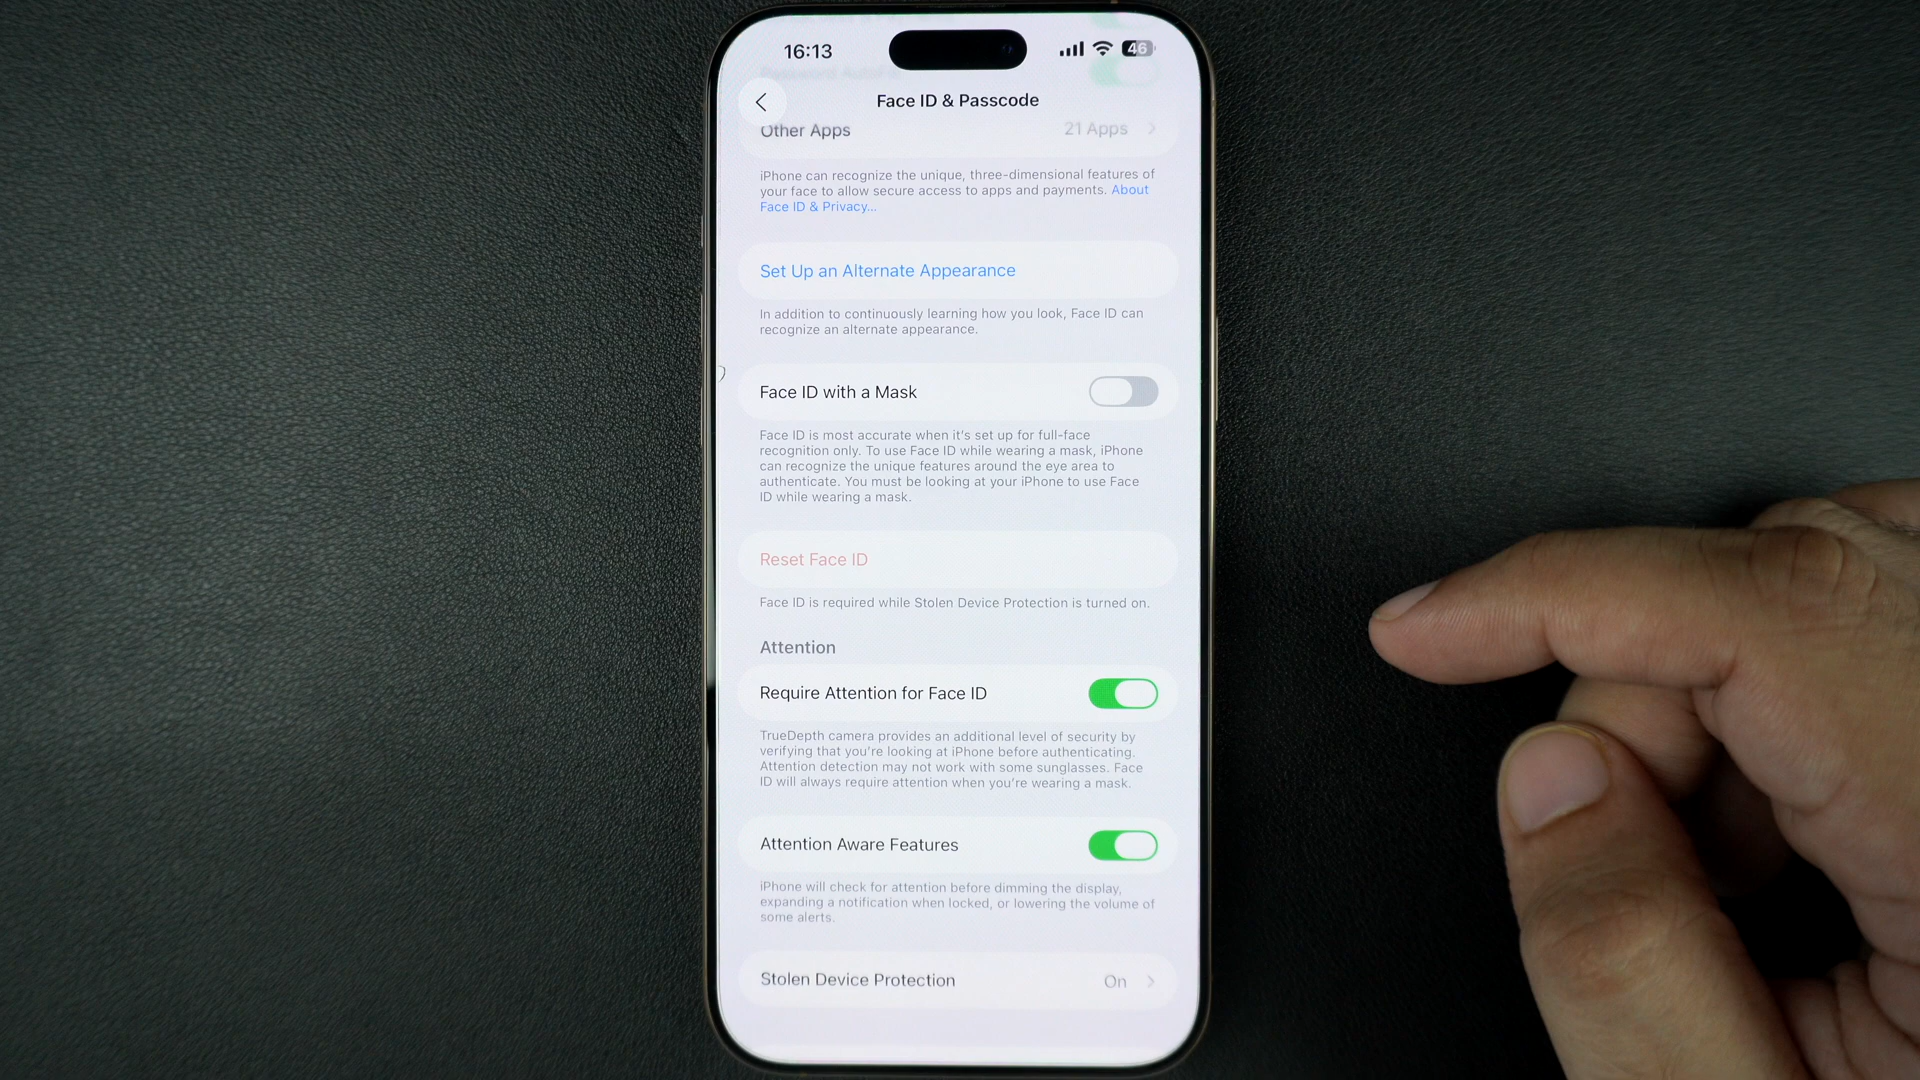 16:13
46
Face ID & Passcode
Other Apps
21 Apps
iPhone can recognize the unique, three-dimensional features of
your face to allow secure access to apps and payments. About
Face ID & Privacy...
Set Up an Alternate Appearance
In addition to continuously learning how you look, Face ID can
recognize an alternate appearance.
Face ID with a Mask
Face ID is most accurate when it's set up for full-face
recognition only. To use Face ID while wearing a mask, iPhone
can recognize the unique features around the eye area to
authenticate. You must be looking at your iPhone to use Face
ID while wearing a mask.
Reset Face ID
Face ID is required while Stolen Device Protection is turned on.
Attention
Require Attention for Face ID
TrueDepth camera provides an additional level of security by
verifying that you're looking at iPhone before authenticating.
Attention detection may not work with some sunglasses. Face
ID will always require attention when you're wearing a mask.
Attention Aware Features
iPhone will check for attention before dimming the display,
expanding a notification when locked, or lowering the volume of
some alerts.
Stolen Device Protection
On